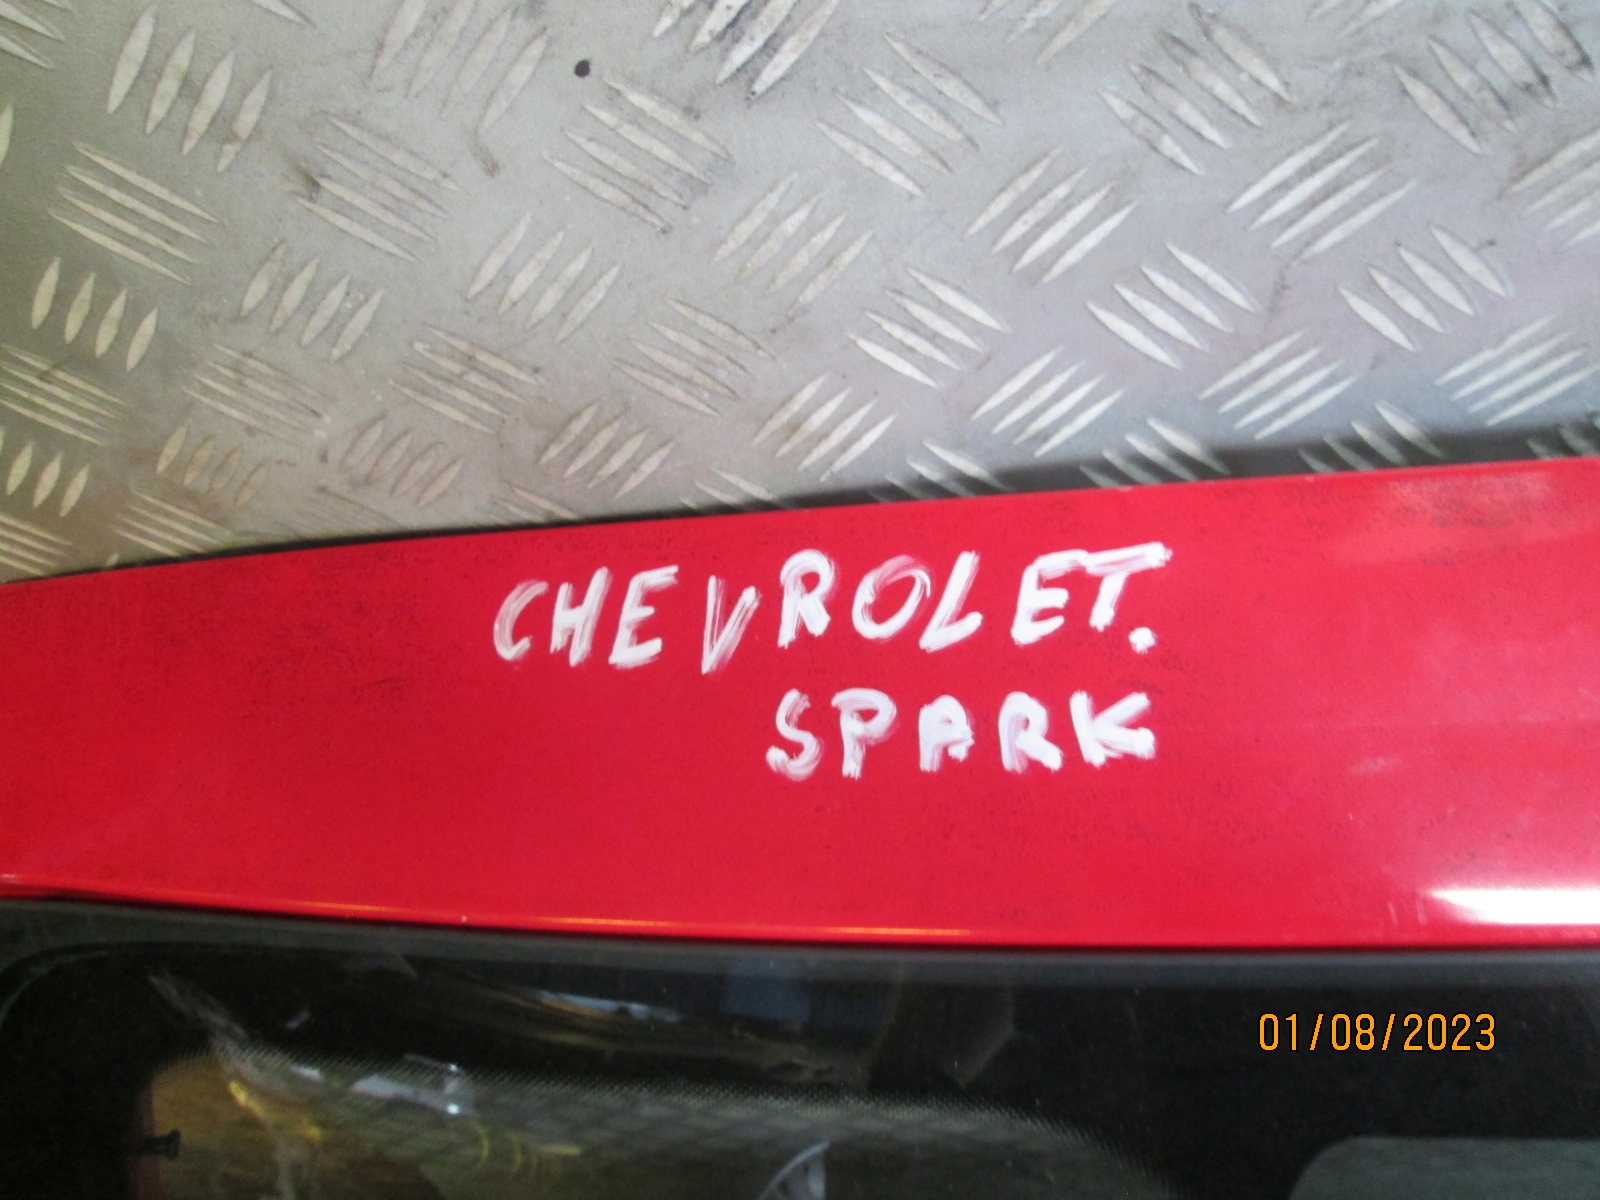 CHEVROLET.
SPARK
01/08/2023